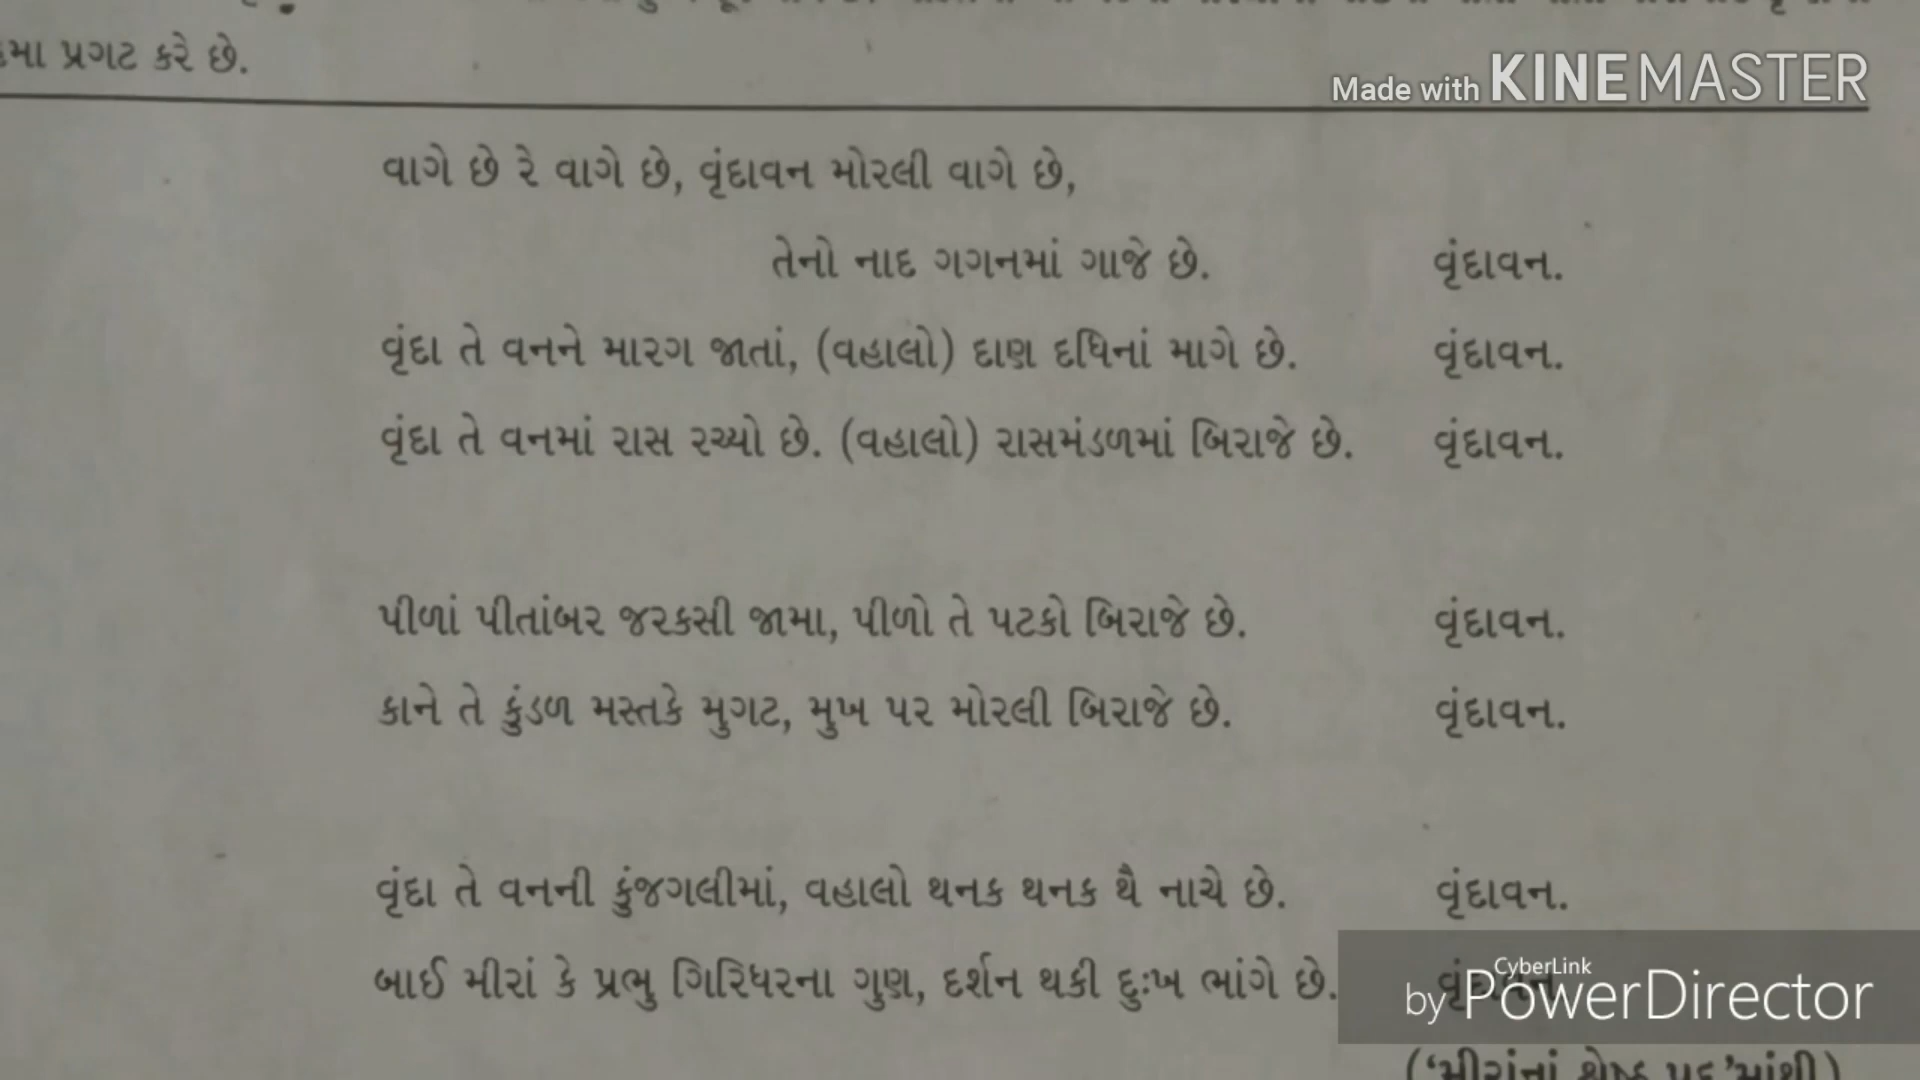 પ્રગટ કરે છે.
Made with KINEMASTER
વાગે છે રે વાગે છે, વૃંદાવન મોરલી વાગે છે,
તેનો નાદ ગગનમાં ગાજે છે. વૃંદાવન.
વૃંદા તે વનને મારગ જાતાં, (વહાલો) દાણ દધિનાં માગે છે. વૃંદાવન.
વૃંદા તે વનમાં રાસ રચ્યો છે. (વહાલો) રાસમંડળમાં બિરાજે છે. વૃંદાવન.
પીળાં પીતાંબર જરકસી જામા, પીળો તે પટકો બિરાજે છે. વૃંદાવન.
કાને તે કુંડળ મસ્તકે મુગટ, મુખ પર મોરલી બિરાજે છે. વૃંદાવન.
વૃંદા તે વનની કુંજગલીમાં, વહાલો થનક થનક થૈ નાચે છે. વૃંદાવન.
બાઈ મીરાં કે પ્રભુ ગિરિધરના ગુણ, દર્શન થકી દુઃખ ભાંગે છે. વૃંદાવન.
by CyberLink PowerDirector
(‘મીરાંનાં શ્રેષ્ઠ પદ’માંથી)